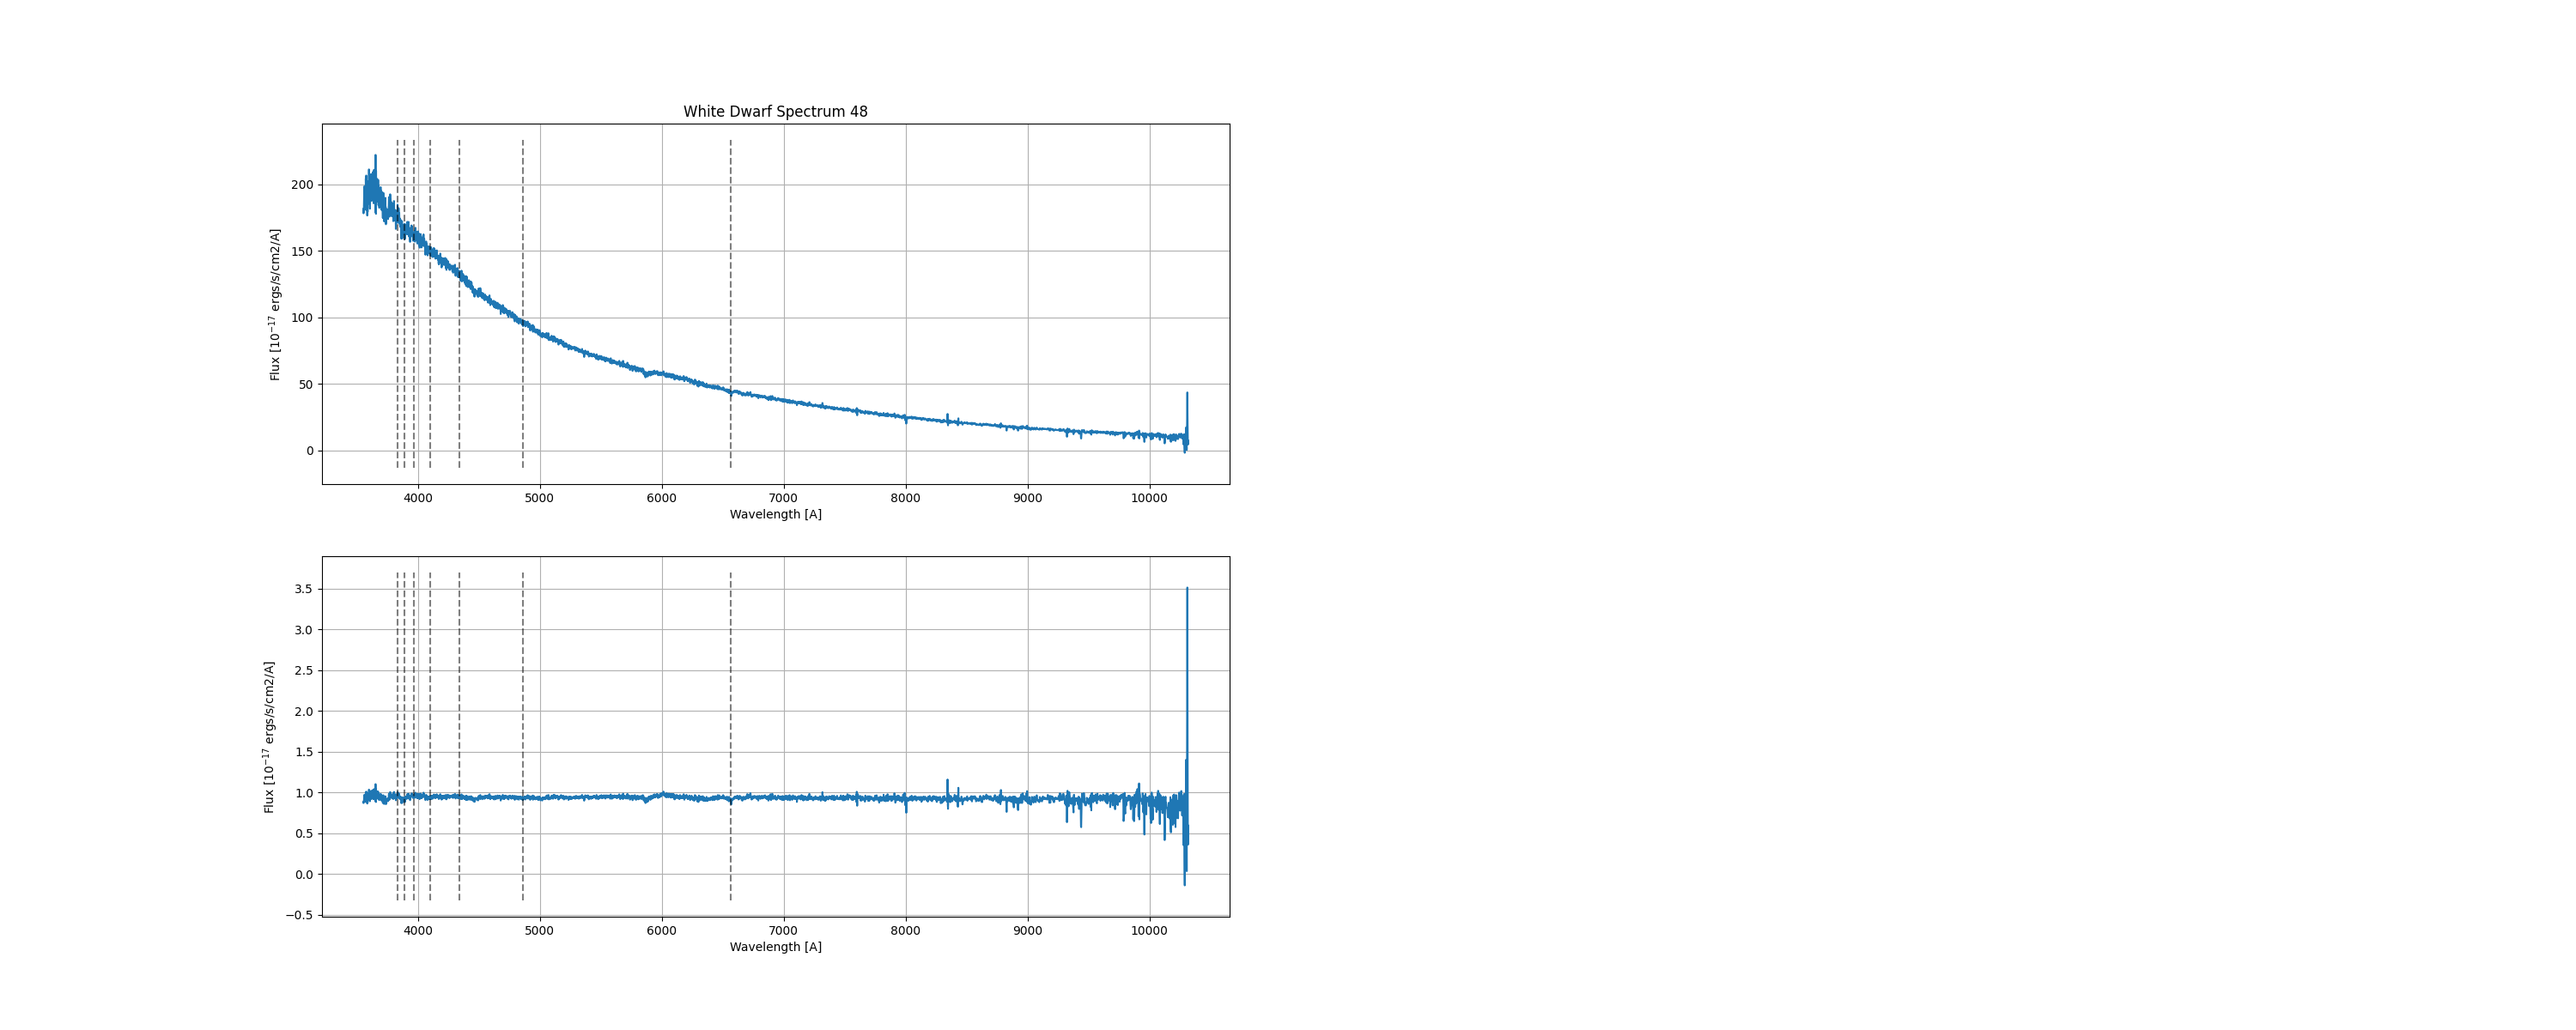 White Dwarf Spectrum 48
Flux [10⁻¹⁷ ergs/s/cm2/A]
200
150
100
50
0
4000 5000 6000 7000 8000 9000 10000
Wavelength [A]
Flux [10⁻¹⁷ ergs/s/cm2/A]
3.5
3.0
2.5
2.0
1.5
1.0
0.5
0.0
−0.5
4000 5000 6000 7000 8000 9000 10000
Wavelength [A]